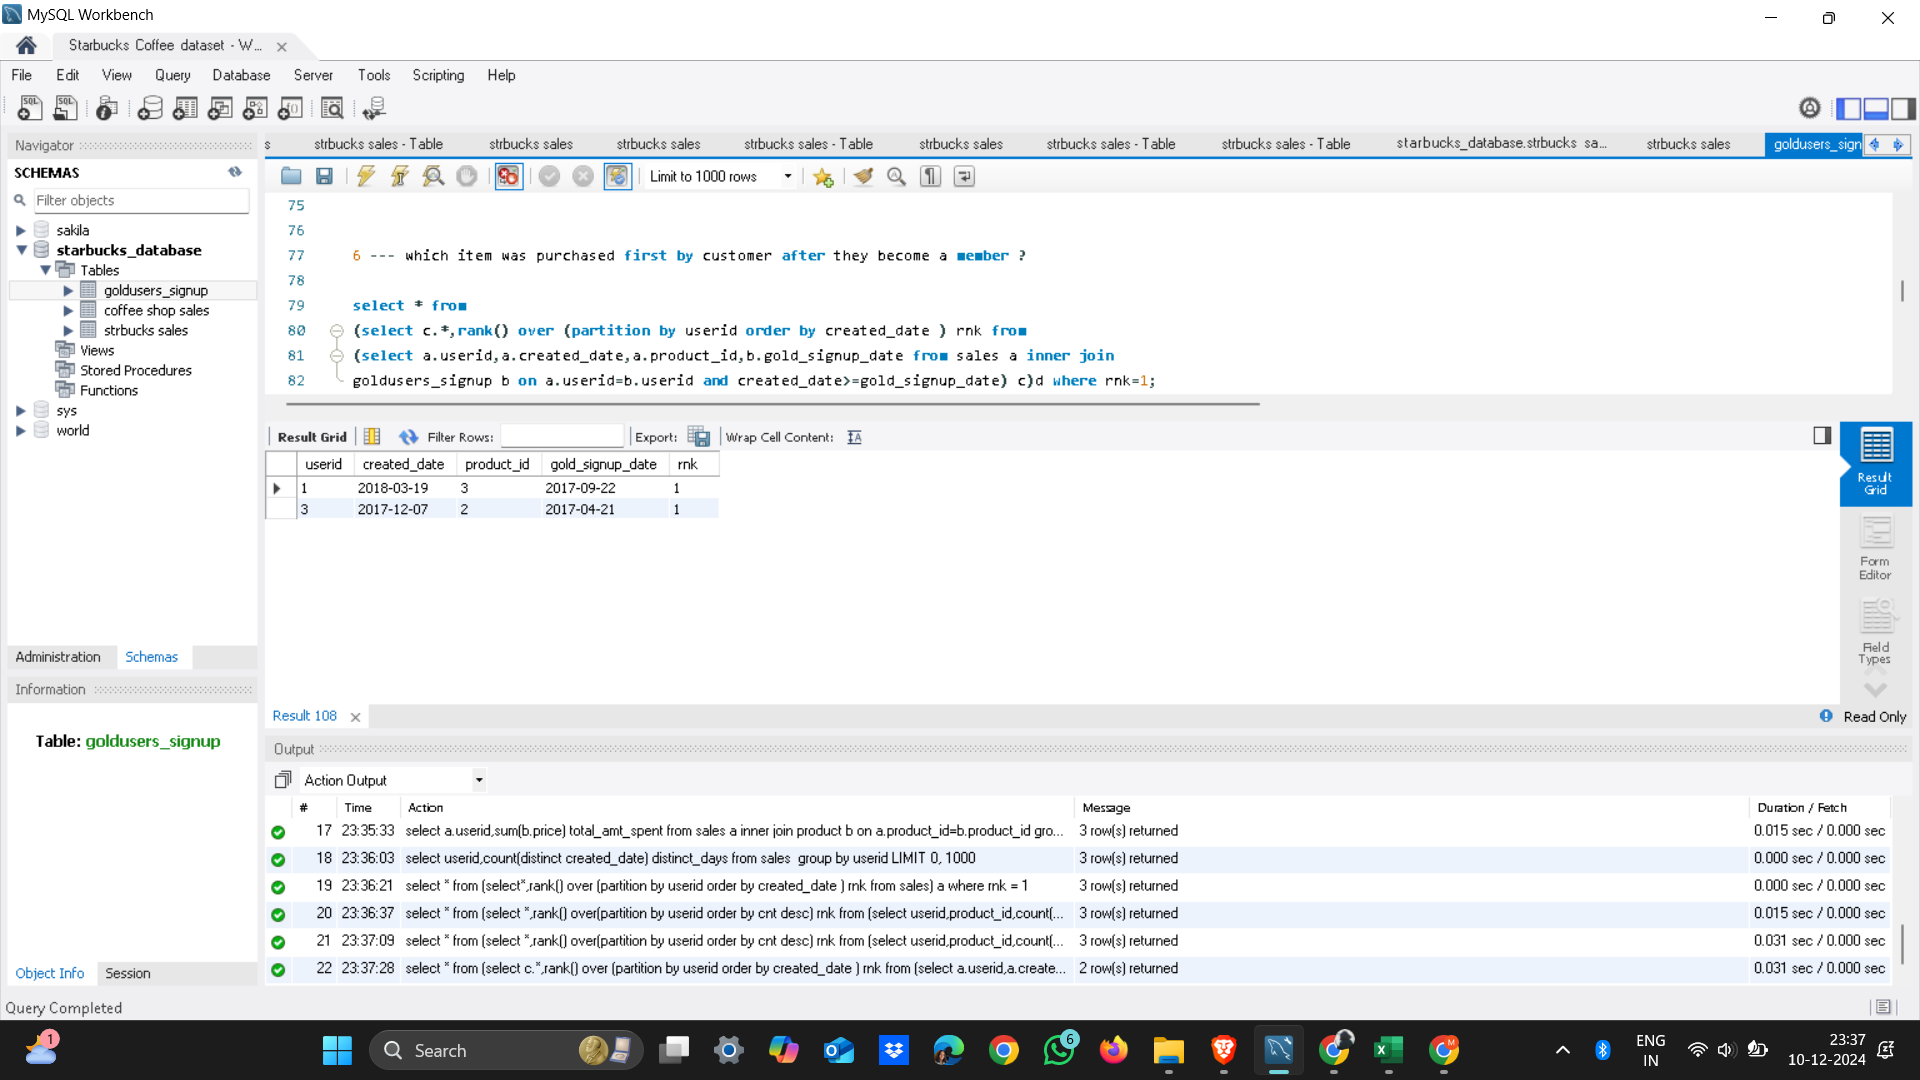 MySQL Workbench
Starbucks Coffee dataset - W...
File Edit View Query Database Server Tools Scripting Help
Navigator
SCHEMAS
Filter objects
sakila
starbucks_database
Tables
goldusers_signup
coffee shop sales
strbucks sales
Views
Stored Procedures
Functions
sys
world
Administration Schemas
Information
Table: goldusers_signup
Object Info Session
Query Completed
s strbucks sales - Table strbucks sales strbucks sales strbucks sales - Table strbucks sales strbucks sales - Table strbucks sales - Table starbucks_database.strbucks sa... strbucks sales goldusers_sign
Limit to 1000 rows
75
76
77 6 --- which item was purchased first by customer after they become a member ?
78
79 select * from
80 (select c.*,rank() over (partition by userid order by created_date ) rnk from
81 (select a.userid,a.created_date,a.product_id,b.gold_signup_date from sales a inner join
82 goldusers_signup b on a.userid=b.userid and created_date>=gold_signup_date) c)d where rnk=1;
Result Grid Filter Rows: Export: Wrap Cell Content:
userid created_date product_id gold_signup_date rnk
1 2018-03-19 3 2017-09-22 1
3 2017-12-07 2 2017-04-21 1
Result Grid
Form Editor
Field Types
Result 108
Read Only
Output
Action Output
# Time Action Message Duration / Fetch
17 23:35:33 select a.userid,sum(b.price) total_amt_spent from sales a inner join product b on a.product_id=b.product_id gro... 3 row(s) returned 0.015 sec / 0.000 sec
18 23:36:03 select userid,count(distinct created_date) distinct_days from sales group by userid LIMIT 0, 1000 3 row(s) returned 0.000 sec / 0.000 sec
19 23:36:21 select * from (select*,rank() over (partition by userid order by created_date ) rnk from sales) a where rnk = 1 3 row(s) returned 0.000 sec / 0.000 sec
20 23:36:37 select * from (select *,rank() over(partition by userid order by cnt desc) rnk from (select userid,product_id,count(... 3 row(s) returned 0.015 sec / 0.000 sec
21 23:37:09 select * from (select *,rank() over(partition by userid order by cnt desc) rnk from (select userid,product_id,count(... 3 row(s) returned 0.031 sec / 0.000 sec
22 23:37:28 select * from (select c.*,rank() over (partition by userid order by created_date ) rnk from (select a.userid,a.create... 2 row(s) returned 0.031 sec / 0.000 sec
1
Search
6
ENG
IN
23:37
10-12-2024